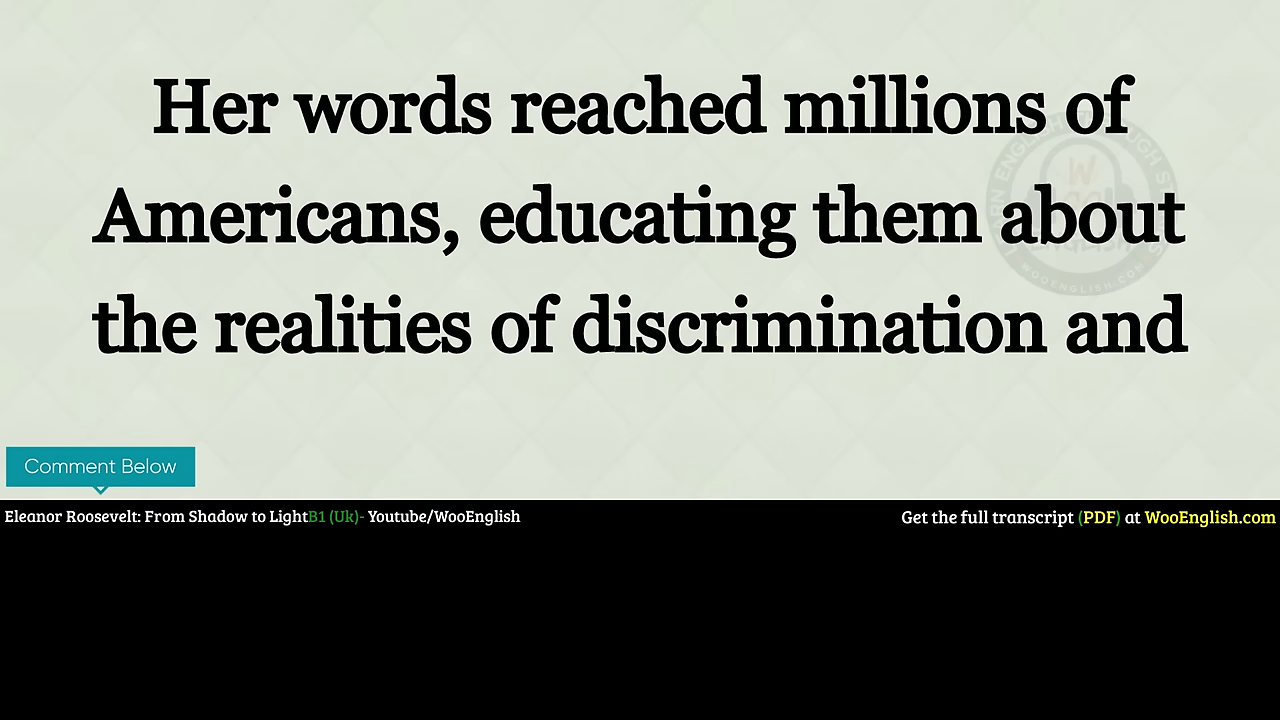 Her words reached millions of
Americans, educating them about
the realities of discrimination and
Comment Below
Eleanor Roosevelt: From Shadow to LightB1 (Uk)- Youtube/WooEnglish
Get the full transcript (PDF) at WooEnglish.com